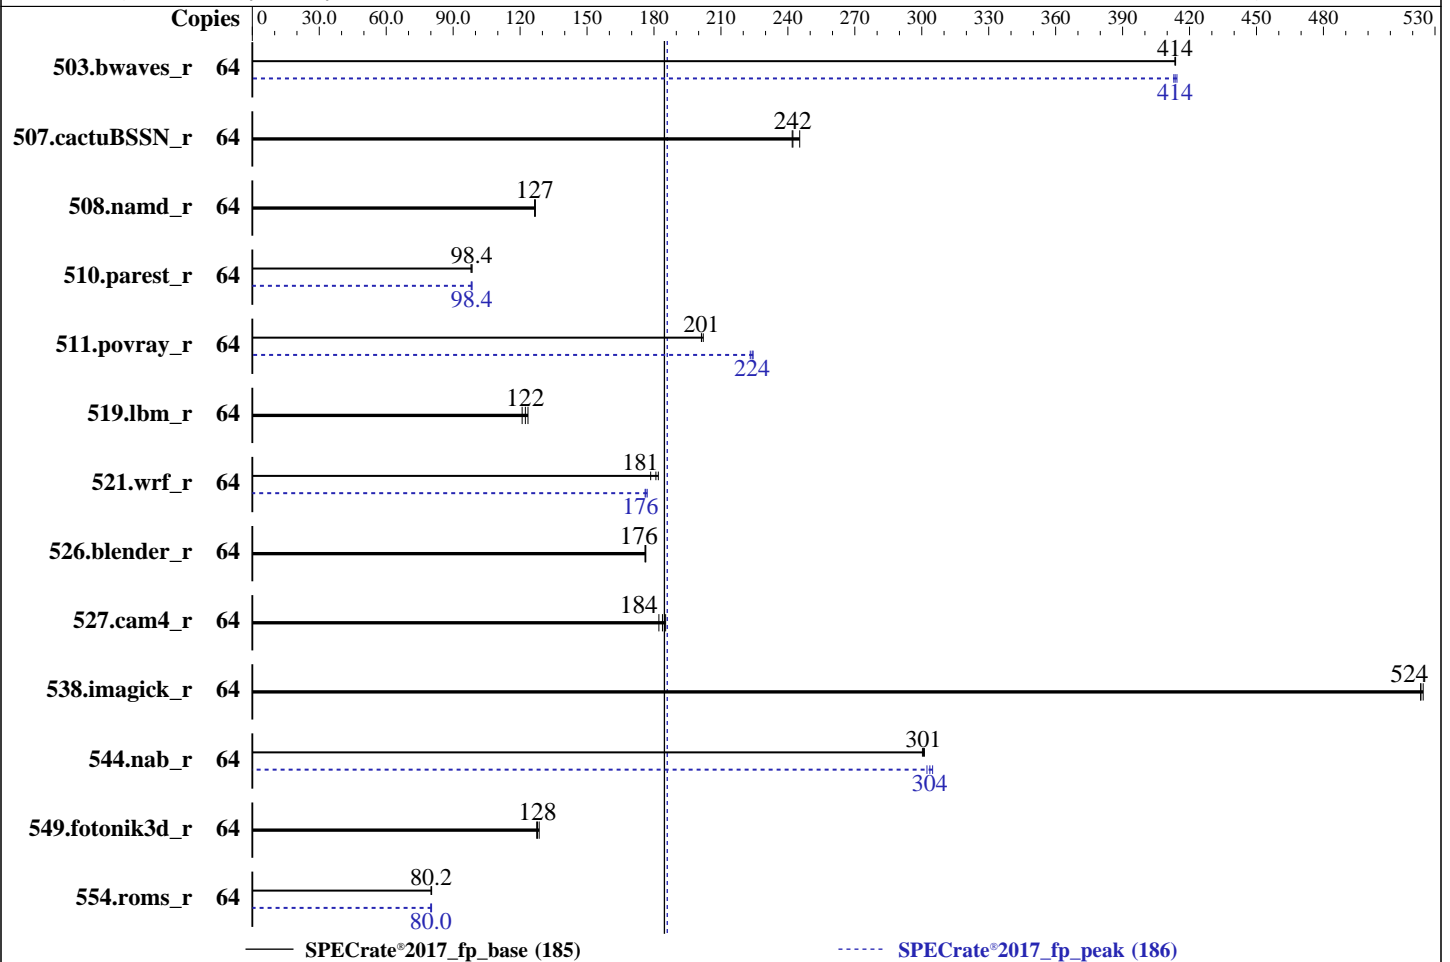 Copies 0 30.0 60.0 90.0 120 150 180 210 240 270 300 330 360 390 420 450 480 530
503.bwaves_r 64 414
414
507.cactuBSSN_r 64 242
508.namd_r 64 127
510.parest_r 64 98.4
98.4
511.povray_r 64 201
224
519.lbm_r 64 122
521.wrf_r 64 181
176
526.blender_r 64 176
527.cam4_r 64 184
538.imagick_r 64 524
544.nab_r 64 301
304
549.fotonik3d_r 64 128
554.roms_r 64 80.2
80.0
SPECrate®2017_fp_base (185) SPECrate®2017_fp_peak (186)